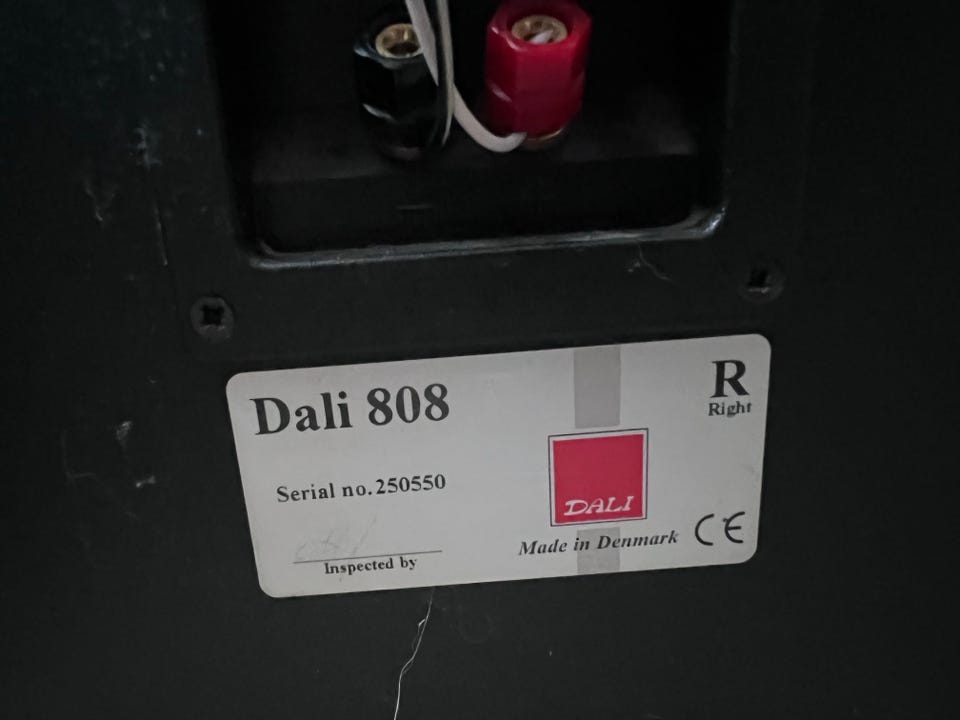 Dali 808
R
Right
Serial no. 250550
DALI
Made in Denmark CE
Inspected by